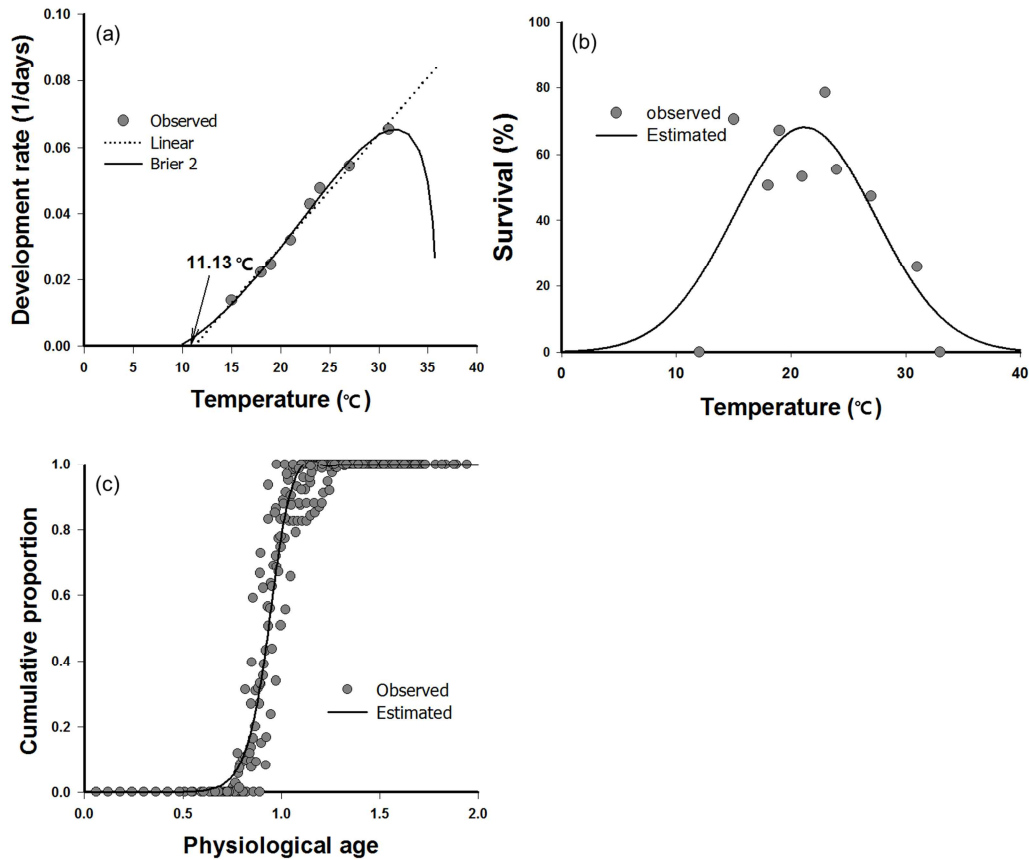 (a)
Development rate (1/days)
0.10
0.08
0.06
0.04
0.02
0.00
Observed
Linear
Brier 2
11.13 ℃
0 5 10 15 20 25 30 35 40
Temperature (℃)
(b)
Survival (%)
100
80
60
40
20
0
observed
Estimated
0 10 20 30 40
Temperature (℃)
(c)
Cumulative proportion
1.0
0.8
0.6
0.4
0.2
0.0
Observed
Estimated
0.0 0.5 1.0 1.5 2.0
Physiological age